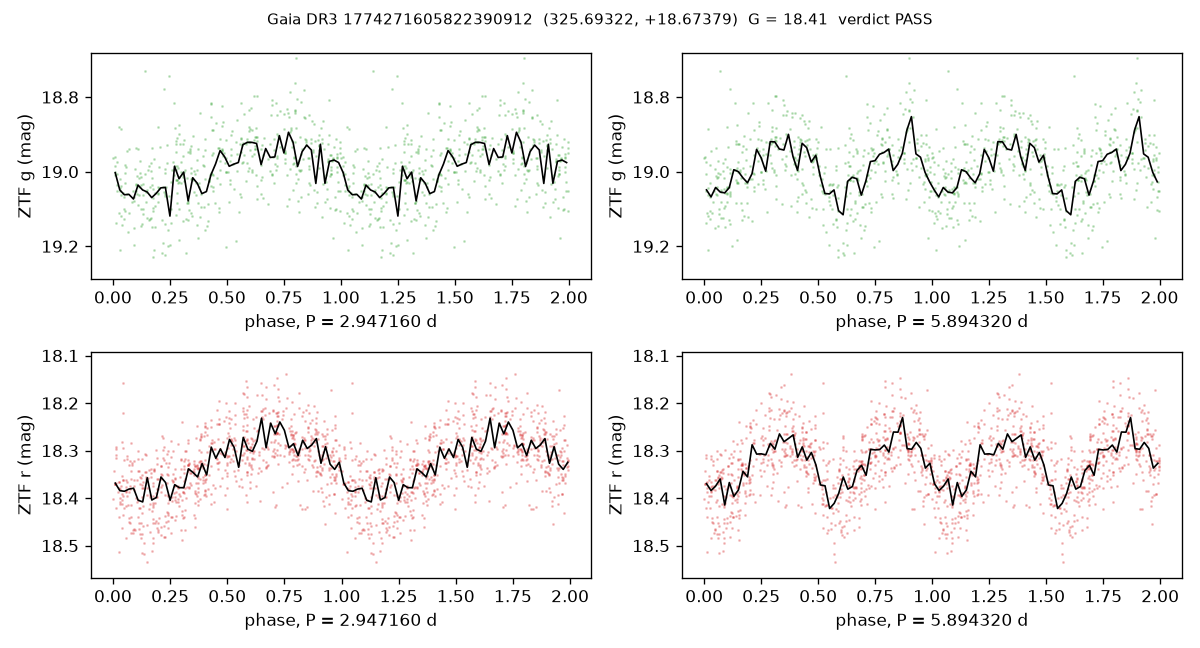 Gaia DR3 1774271605822390912  (325.69322, +18.67379)  G = 18.41  verdict PASS
ZTF g (mag)
18.8
19.0
19.2
0.00 0.25 0.50 0.75 1.00 1.25 1.50 1.75 2.00
phase, P = 2.947160 d
ZTF g (mag)
18.8
19.0
19.2
0.00 0.25 0.50 0.75 1.00 1.25 1.50 1.75 2.00
phase, P = 5.894320 d
ZTF r (mag)
18.1
18.2
18.3
18.4
18.5
0.00 0.25 0.50 0.75 1.00 1.25 1.50 1.75 2.00
phase, P = 2.947160 d
ZTF r (mag)
18.1
18.2
18.3
18.4
18.5
0.00 0.25 0.50 0.75 1.00 1.25 1.50 1.75 2.00
phase, P = 5.894320 d